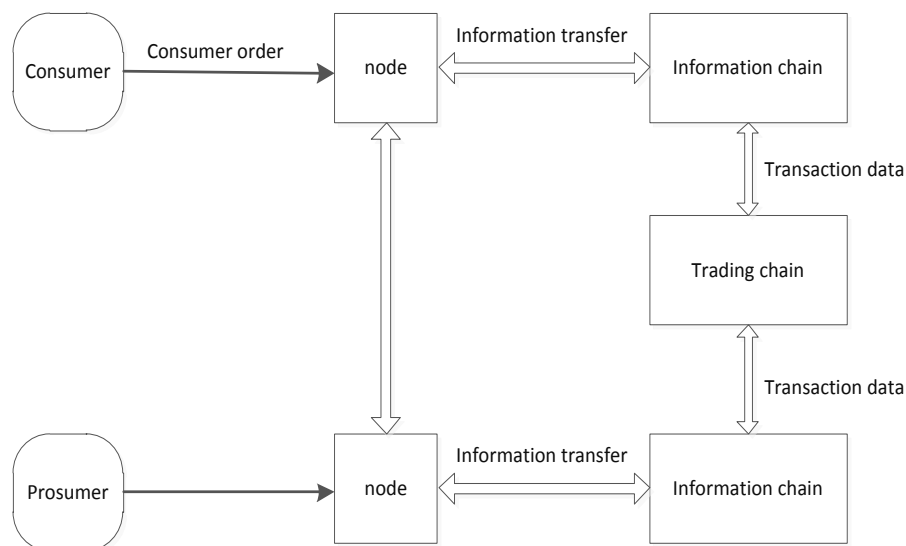 Consumer order
Information transfer
Consumer
node
Information chain
Transaction data
Trading chain
Transaction data
Information transfer
Prosumer
node
Information chain